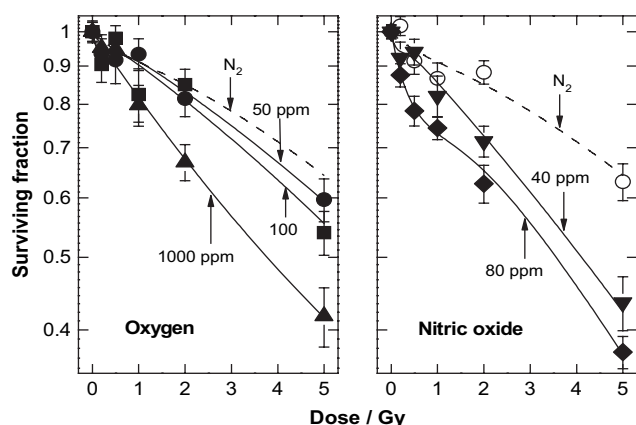 Surviving fraction
1
0.9
0.8
0.7
0.6
0.5
0.4
N2
50 ppm
100
1000 ppm
Oxygen
0 1 2 3 4 5
N2
40 ppm
80 ppm
Nitric oxide
0 1 2 3 4 5
Dose / Gy